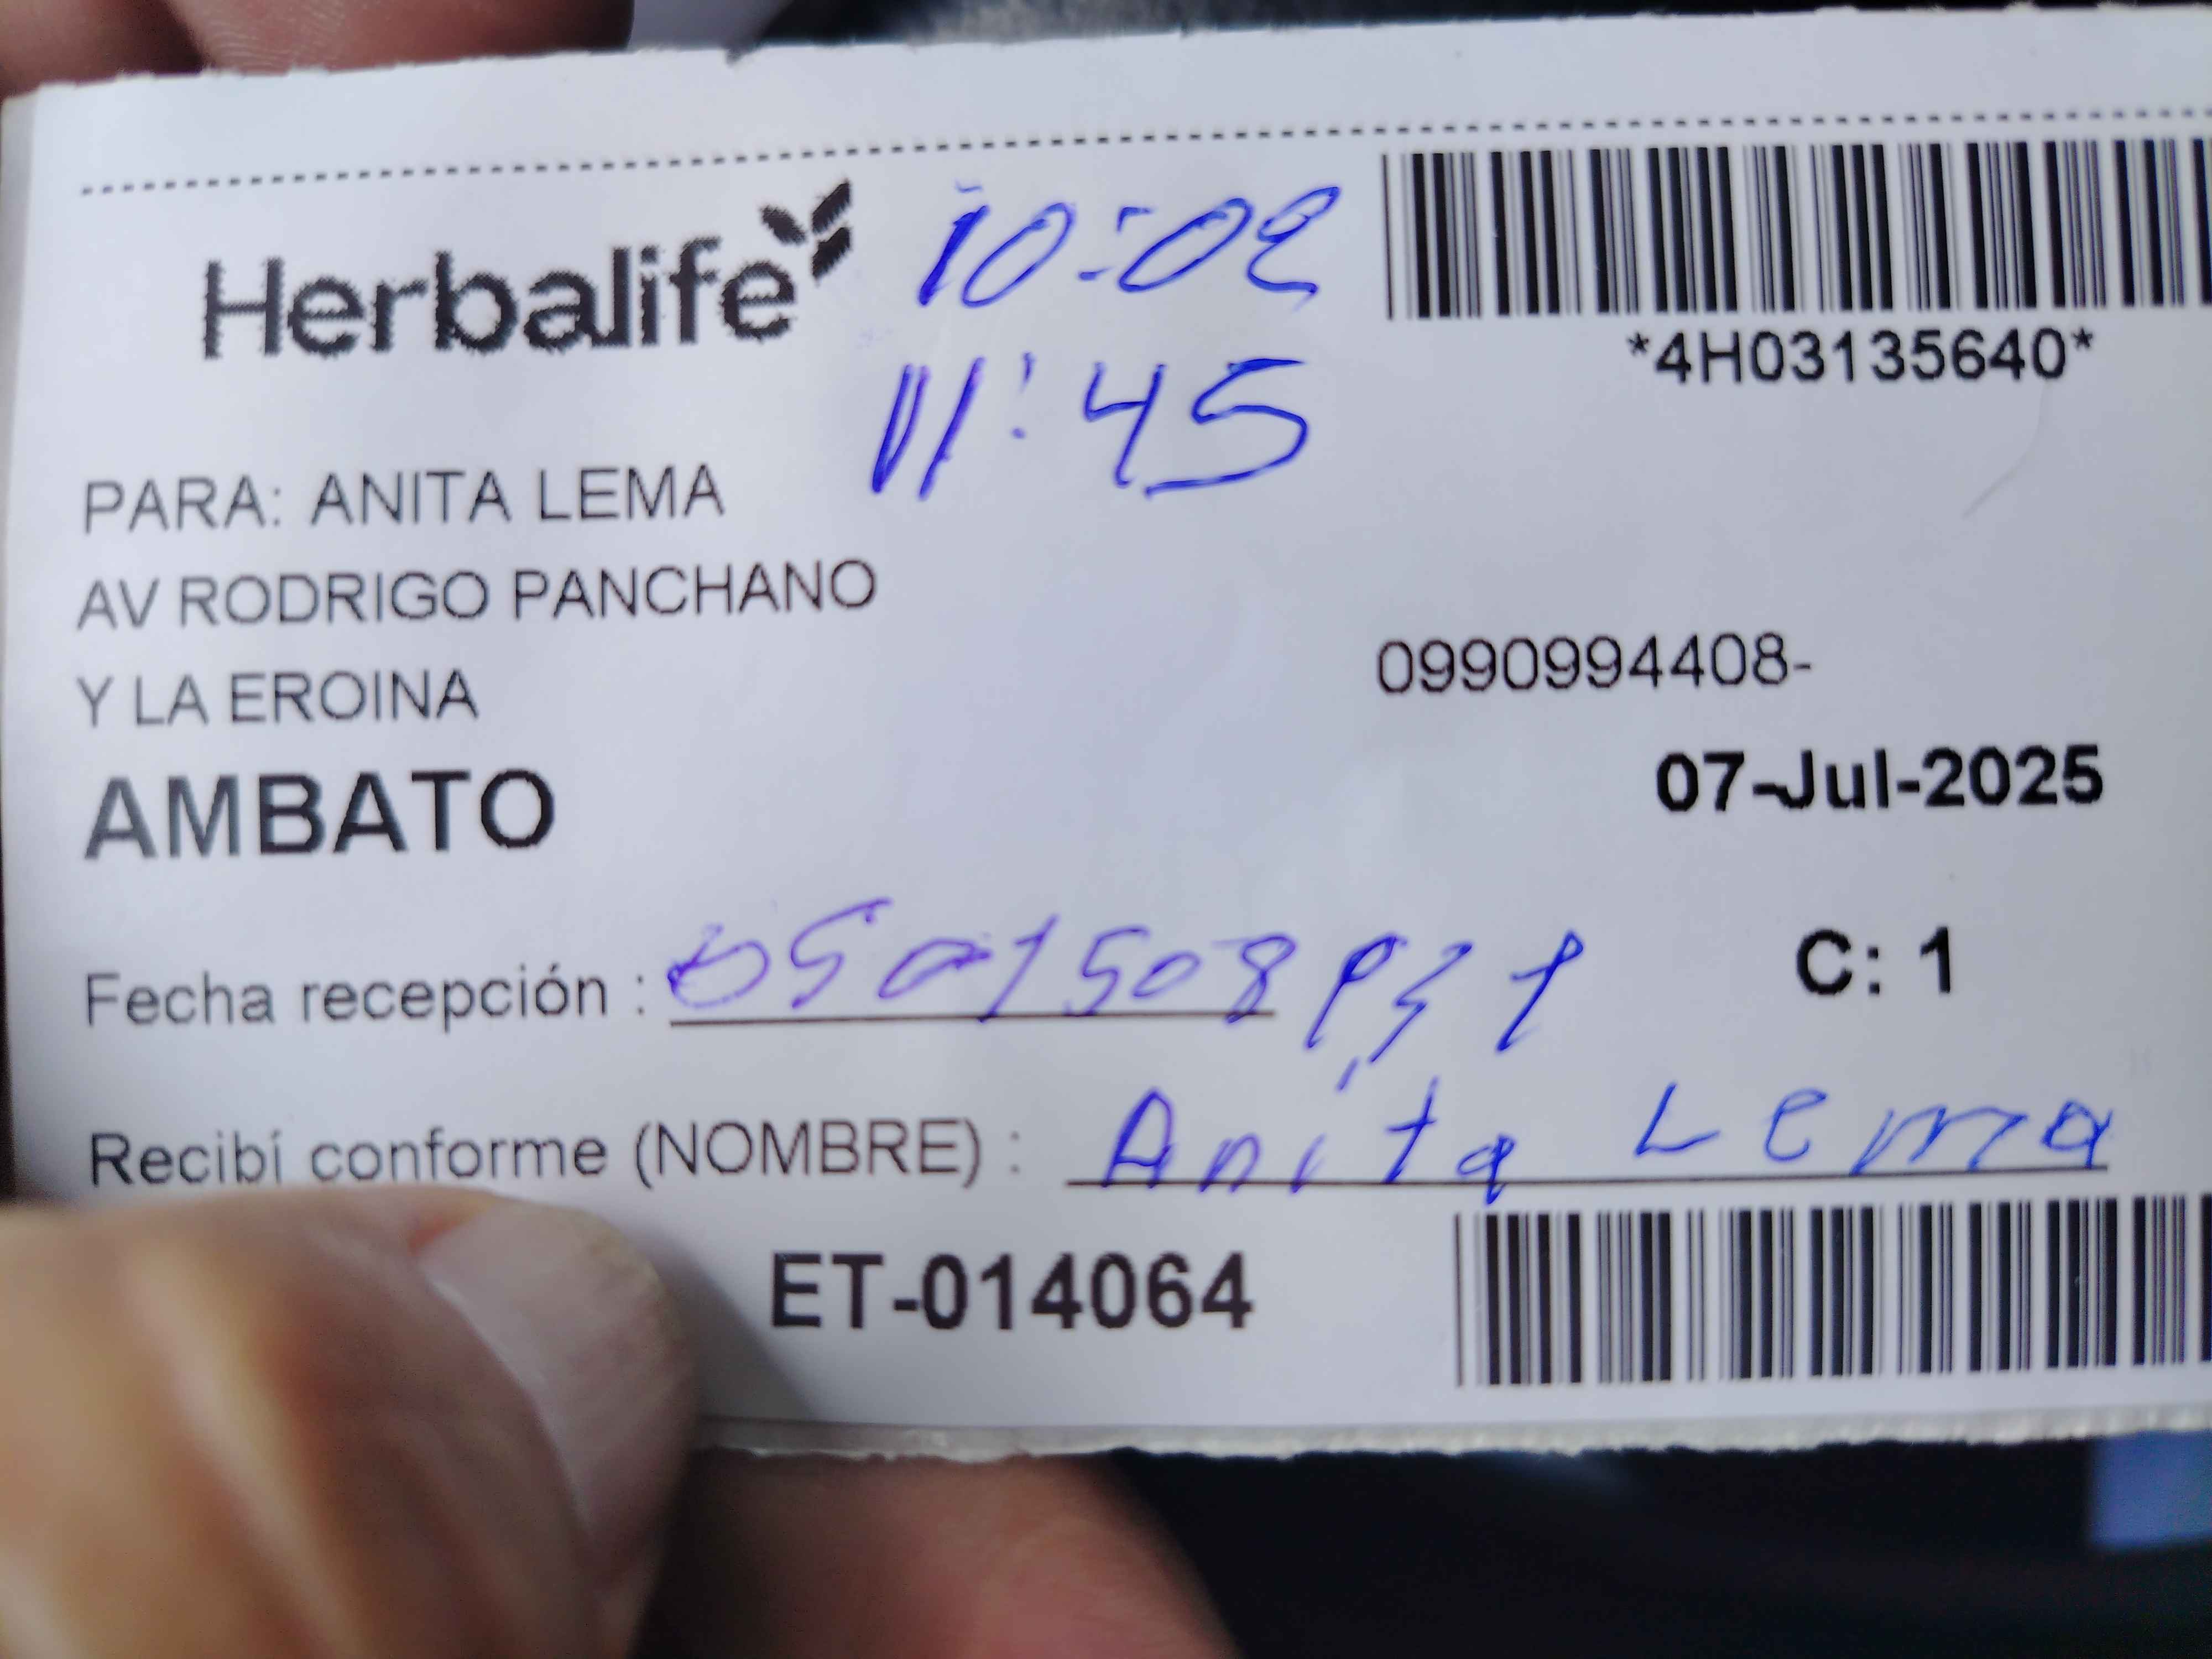 Herbalife
10:02
11:45
*4H03135640*
PARA: ANITA LEMA
AV RODRIGO PANCHANO
Y LA EROINA
0990994408-
AMBATO
07-Jul-2025
Fecha recepción :
C: 1
Recibí conforme (NOMBRE) : Anita Lema
ET-014064